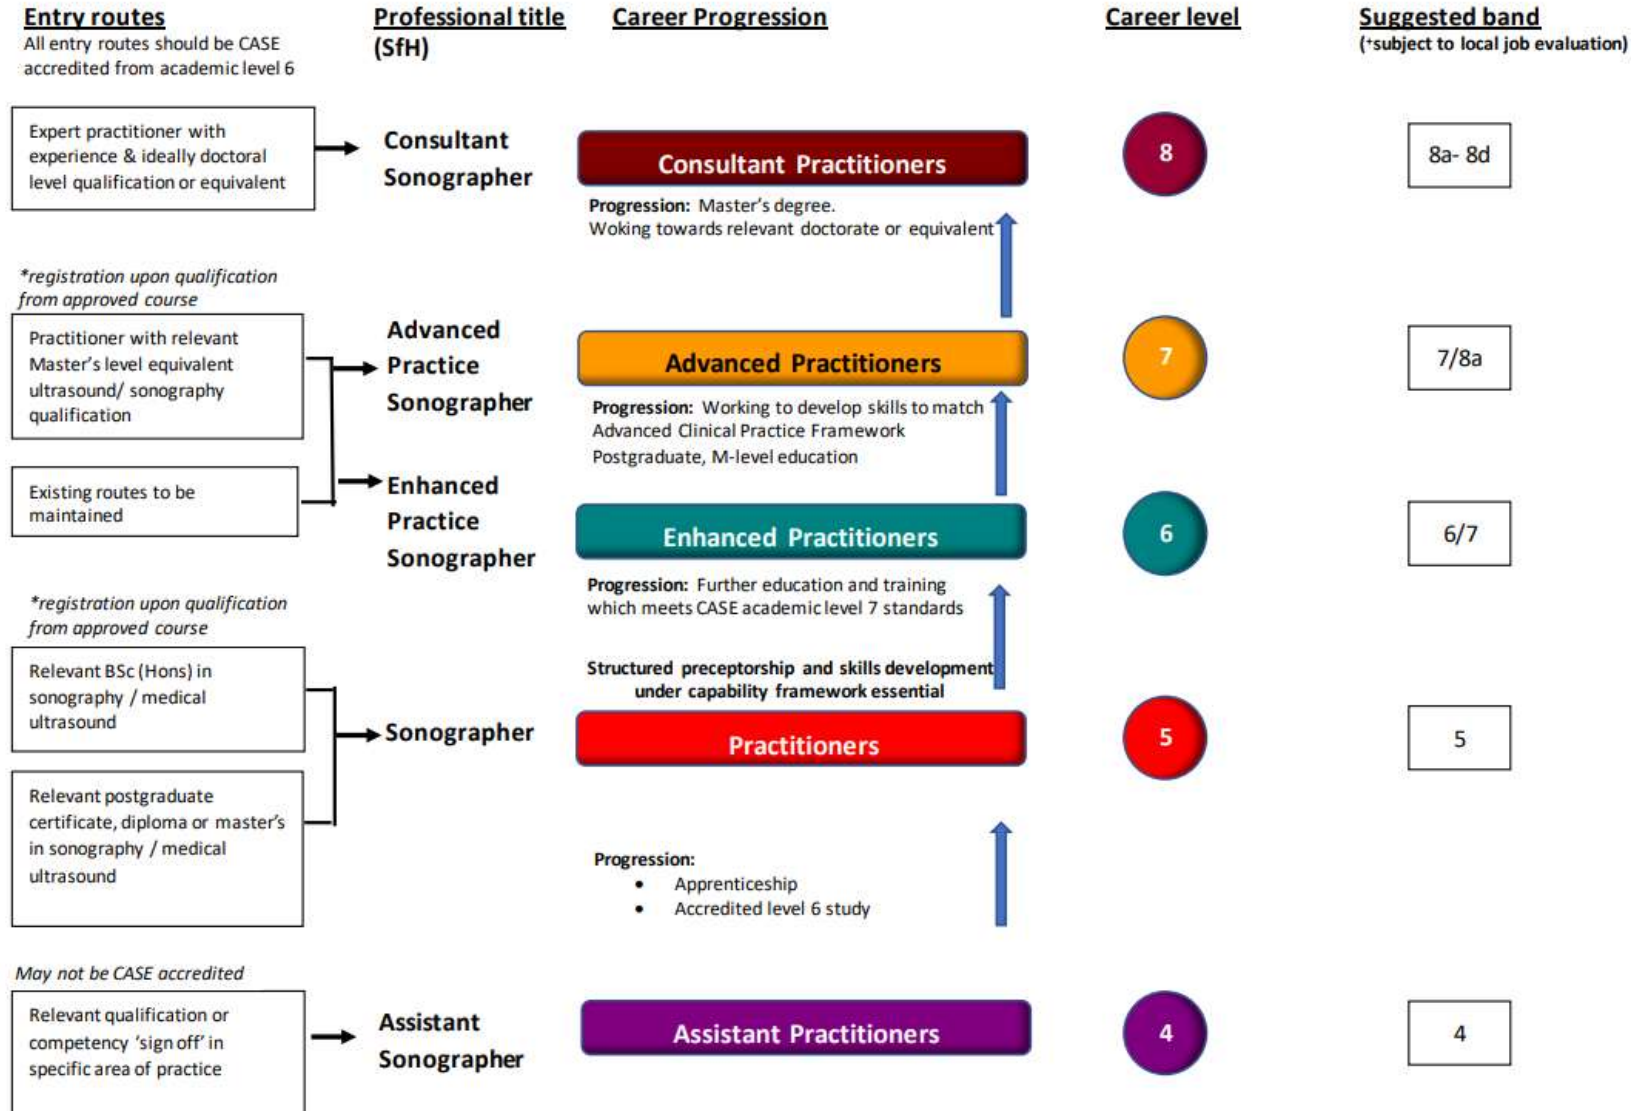 Entry routes
All entry routes should be CASE
accredited from academic level 6
Professional title
(SfH)
Career Progression
Career level
Suggested band
(⁺subject to local job evaluation)
Expert practitioner with
experience & ideally doctoral
level qualification or equivalent
Consultant
Sonographer
Consultant Practitioners
8
8a- 8d
Progression: Master's degree.
Woking towards relevant doctorate or equivalent
*registration upon qualification
from approved course
Practitioner with relevant
Master's level equivalent
ultrasound/ sonography
qualification
Advanced
Practice
Sonographer
Advanced Practitioners
7
7/8a
Progression: Working to develop skills to match
Advanced Clinical Practice Framework
Postgraduate, M-level education
Existing routes to be
maintained
Enhanced
Practice
Sonographer
Enhanced Practitioners
6
6/7
Progression: Further education and training
which meets CASE academic level 7 standards
*registration upon qualification
from approved course
Relevant BSc (Hons) in
sonography / medical
ultrasound
Structured preceptorship and skills development
under capability framework essential
Sonographer
Practitioners
5
5
Relevant postgraduate
certificate, diploma or master's
in sonography / medical
ultrasound
Progression:
• Apprenticeship
• Accredited level 6 study
May not be CASE accredited
Relevant qualification or
competency 'sign off' in
specific area of practice
Assistant
Sonographer
Assistant Practitioners
4
4